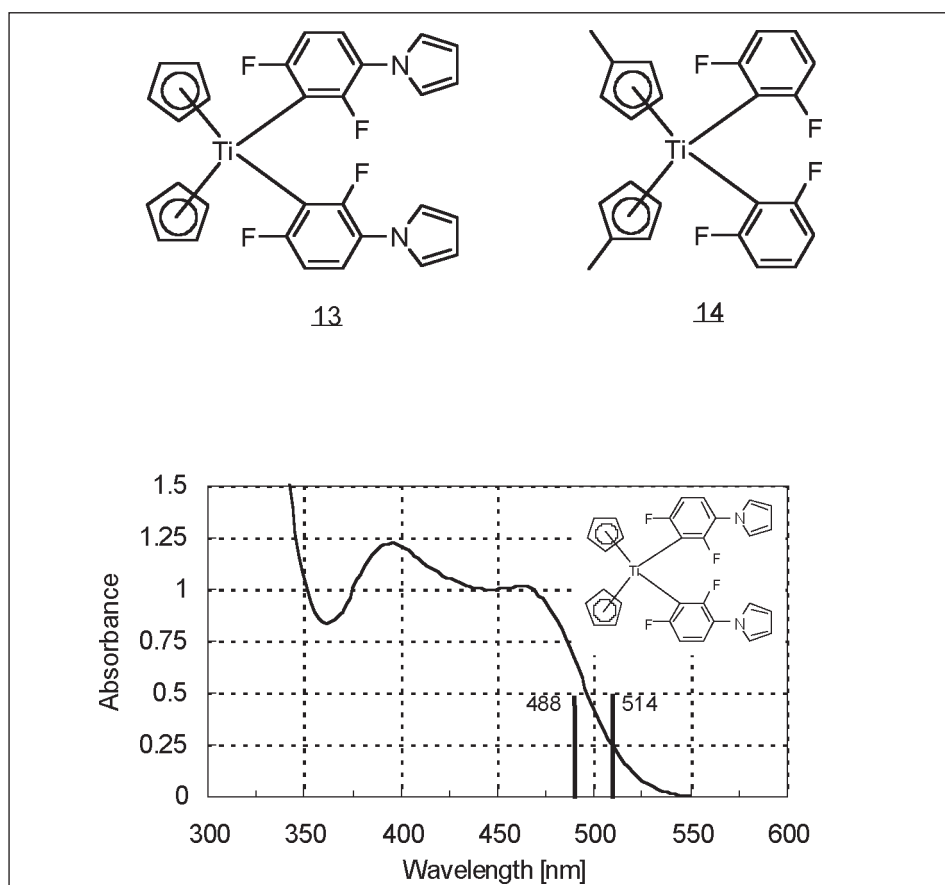 F N F
Ti
F F N
13
F F
Ti
F F
14
1.5
1.25
1
0.75
0.5
0.25
0
Absorbance
300 350 400 450 500 550 600
Wavelength [nm]
488 514
F N
F
Ti
F
F N